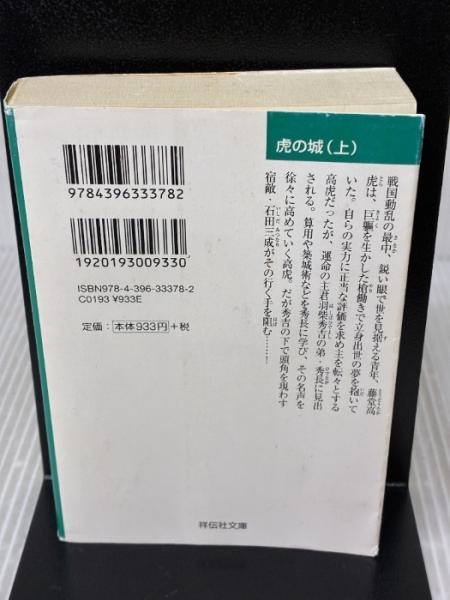 虎の城(上)
戦国動乱の最中、鋭い眼で世を見据える青年、藤堂高
虎は、巨軀を生かした槍働きで立身出世の夢を抱いて
いた。自らの実力に正当な評価を求め主を転々とする
高虎だったが、運命の主君羽柴秀吉の弟・秀長に見出
される。算用や築城術などを秀長に学び、その名声を
徐々に高めていく高虎。だが秀吉の下で頭角を現わす
宿敵・石田三成がその行く手を阻む……!
9784396333782
1920193009330
ISBN978-4-396-33378-2
C0193 ¥933E
定価:本体933円+税
祥伝社文庫